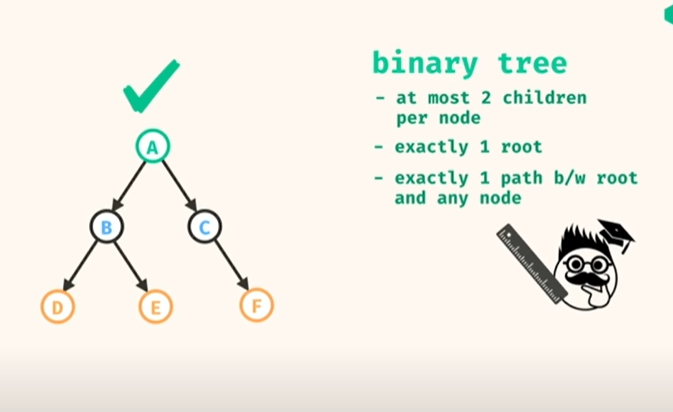 binary tree
- at most 2 children
per node
- exactly 1 root
- exactly 1 path b/w root
and any node
A
B
C
D
E
F